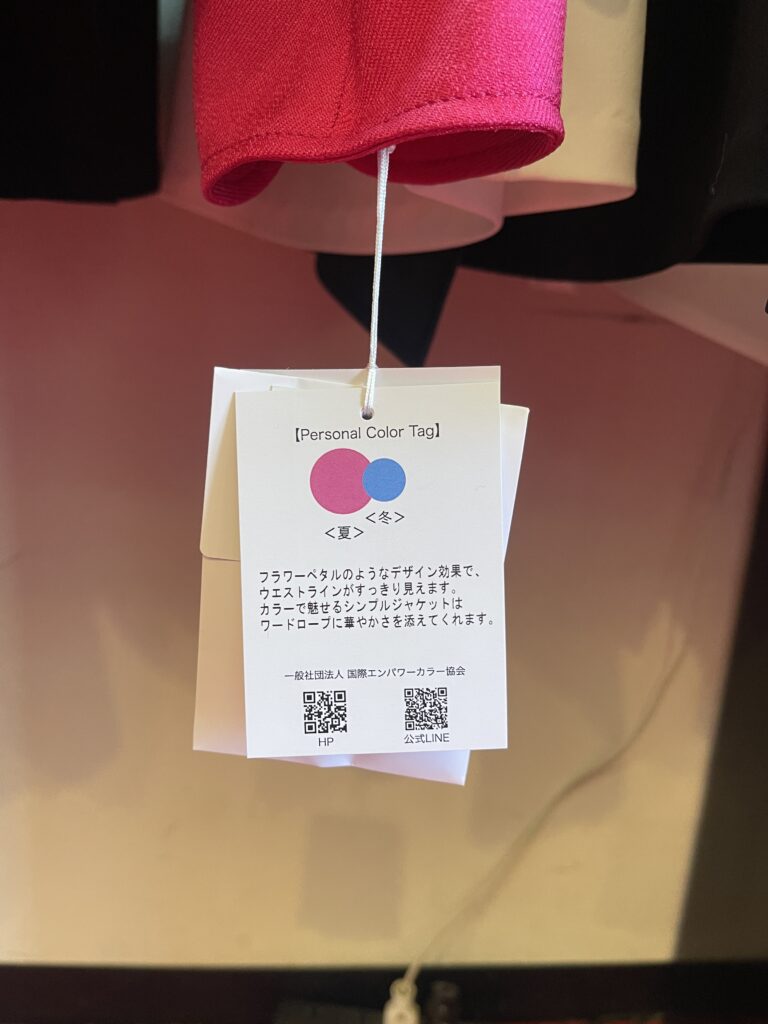 【Personal Color Tag】
<冬>
<夏>
フラワーペタルのようなデザイン効果で、
ウエストラインがすっきり見えます。
カラーで魅せるシンプルジャケットは
ワードローブに華やかさを添えてくれます。
一般社団法人 国際エンパワーカラー協会
HP
公式LINE